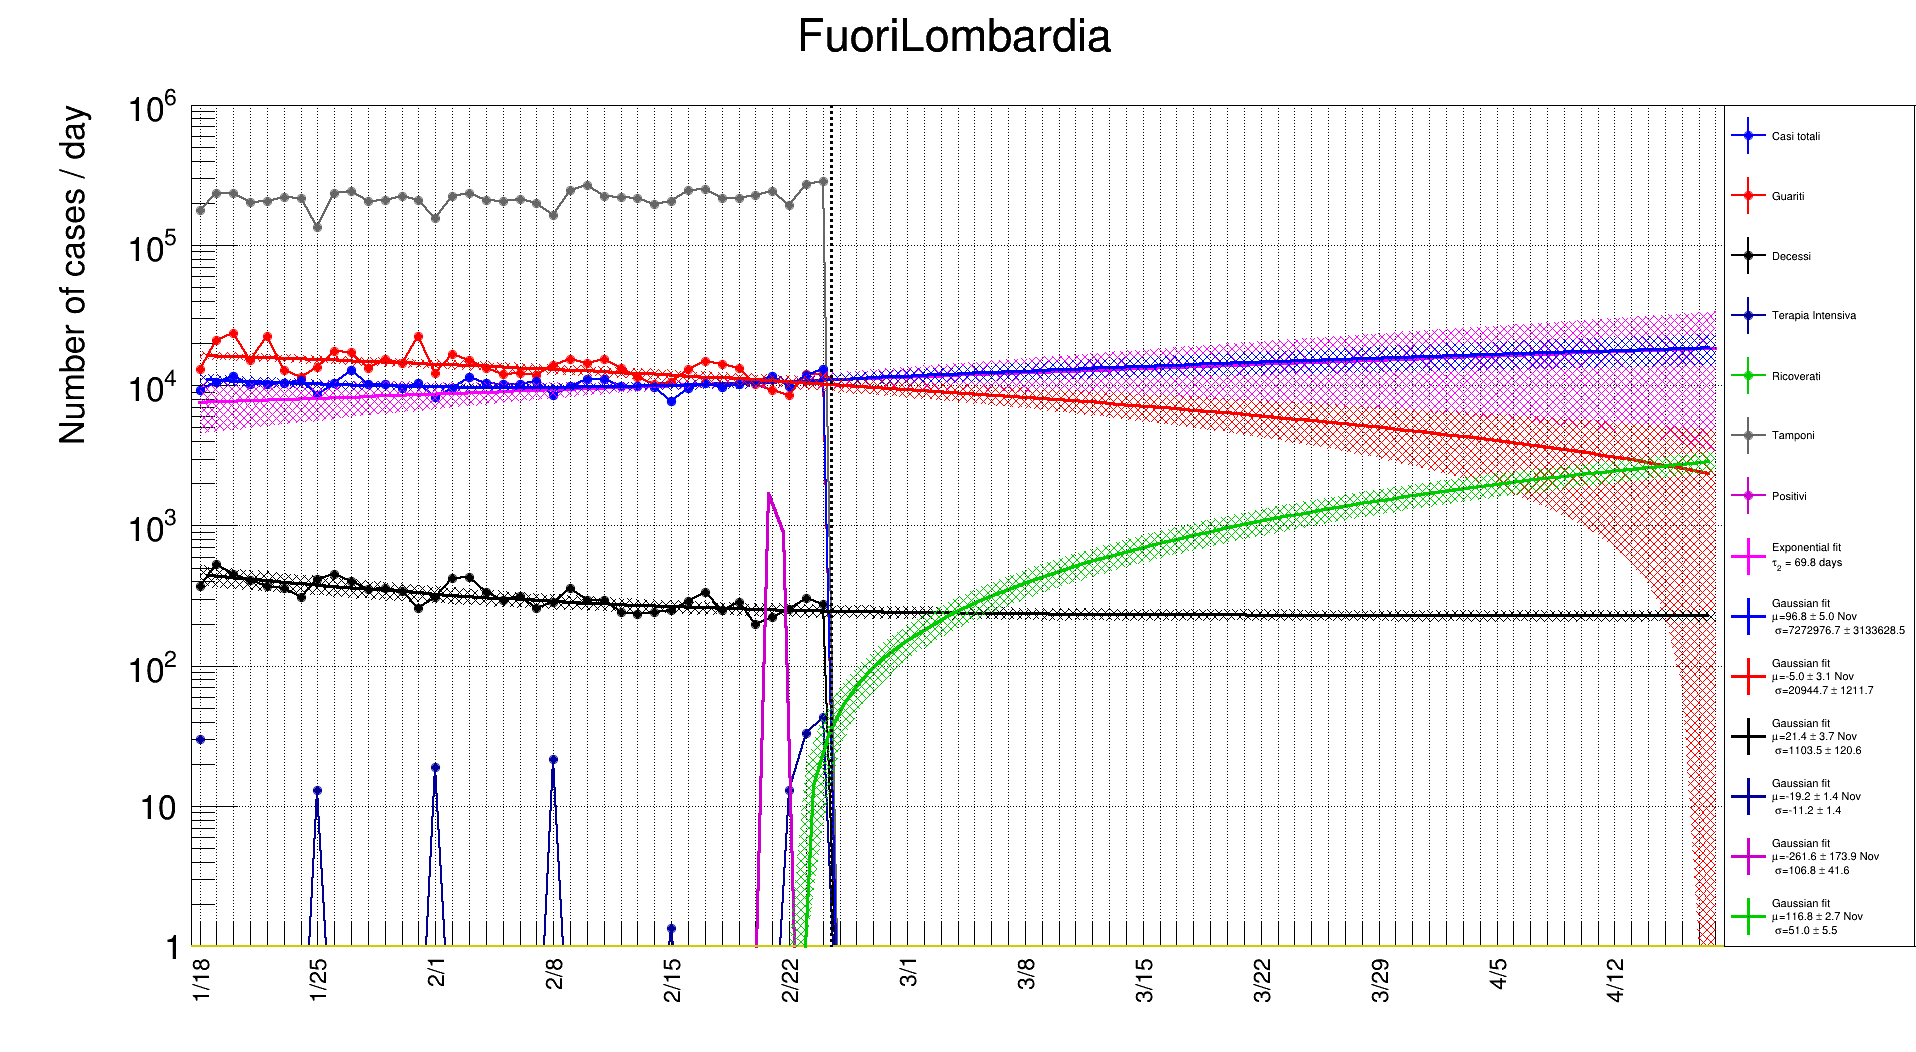 FuoriLombardia
Number of cases / day
10^6
10^5
10^4
10^3
10^2
10
1
1/18
1/25
2/1
2/8
2/15
2/22
3/1
3/8
3/15
3/22
3/29
4/5
4/12
Casi totali
Guariti
Decessi
Terapia Intensiva
Ricoverati
Tamponi
Positivi
Exponential fit
τ_2 = 69.8 days
Gaussian fit
μ=96.8 ± 5.0 Nov
σ=7272976.7 ± 3133628.5
Gaussian fit
μ=-5.0 ± 3.1 Nov
σ=20944.7 ± 1211.7
Gaussian fit
μ=21.4 ± 3.7 Nov
σ=1103.5 ± 120.6
Gaussian fit
μ=-19.2 ± 1.4 Nov
σ=-11.2 ± 1.4
Gaussian fit
μ=-261.6 ± 173.9 Nov
σ=106.8 ± 41.6
Gaussian fit
μ=116.8 ± 2.7 Nov
σ=51.0 ± 5.5